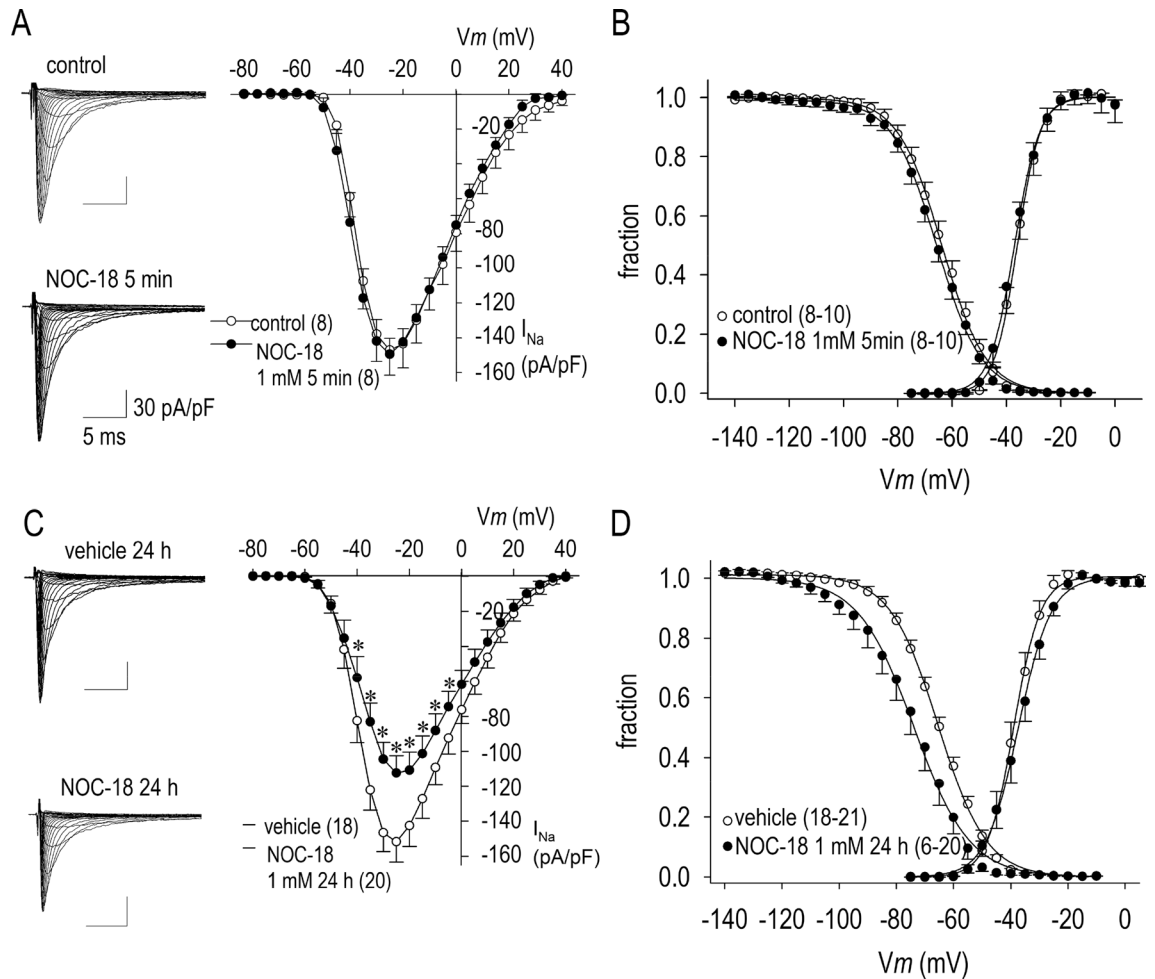 A
control
NOC-18 5 min
30 pA/pF
5 ms
Vm (mV)
-80 -60 -40 -20 0 20 40
-20
-80
-100
-120
-140
-160
I Na
(pA/pF)
control (8)
NOC-18
1 mM 5 min (8)
B
1.0
0.8
0.6
0.4
0.2
0.0
fraction
control (8-10)
NOC-18 1mM 5min (8-10)
-140 -120 -100 -80 -60 -40 -20 0
Vm (mV)
C
vehicle 24 h
NOC-18 24 h
Vm (mV)
-80 -60 -40 -20 0 20 40
-20
-80
-100
-120
-140
-160
I Na
(pA/pF)
* * * * * * * *
vehicle (18)
NOC-18
1 mM 24 h (20)
D
1.0
0.8
0.6
0.4
0.2
0.0
fraction
vehicle (18-21)
NOC-18 1 mM 24 h (6-20)
-140 -120 -100 -80 -60 -40 -20 0
Vm (mV)